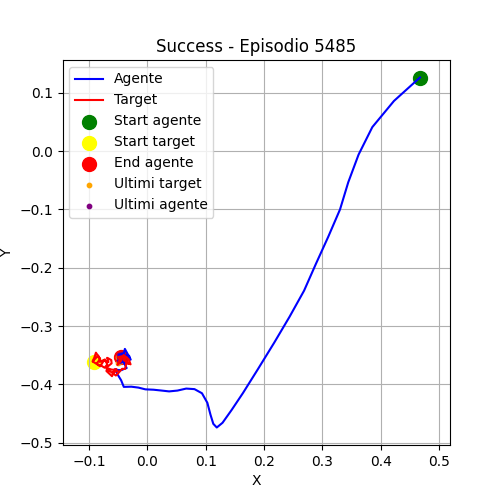 Success - Episodio 5485
Agente
Target
Start agente
Start target
End agente
Ultimi target
Ultimi agente
0.1
0.0
−0.1
−0.2
−0.3
−0.4
−0.5
Y
−0.1
0.0
0.1
0.2
0.3
0.4
0.5
X